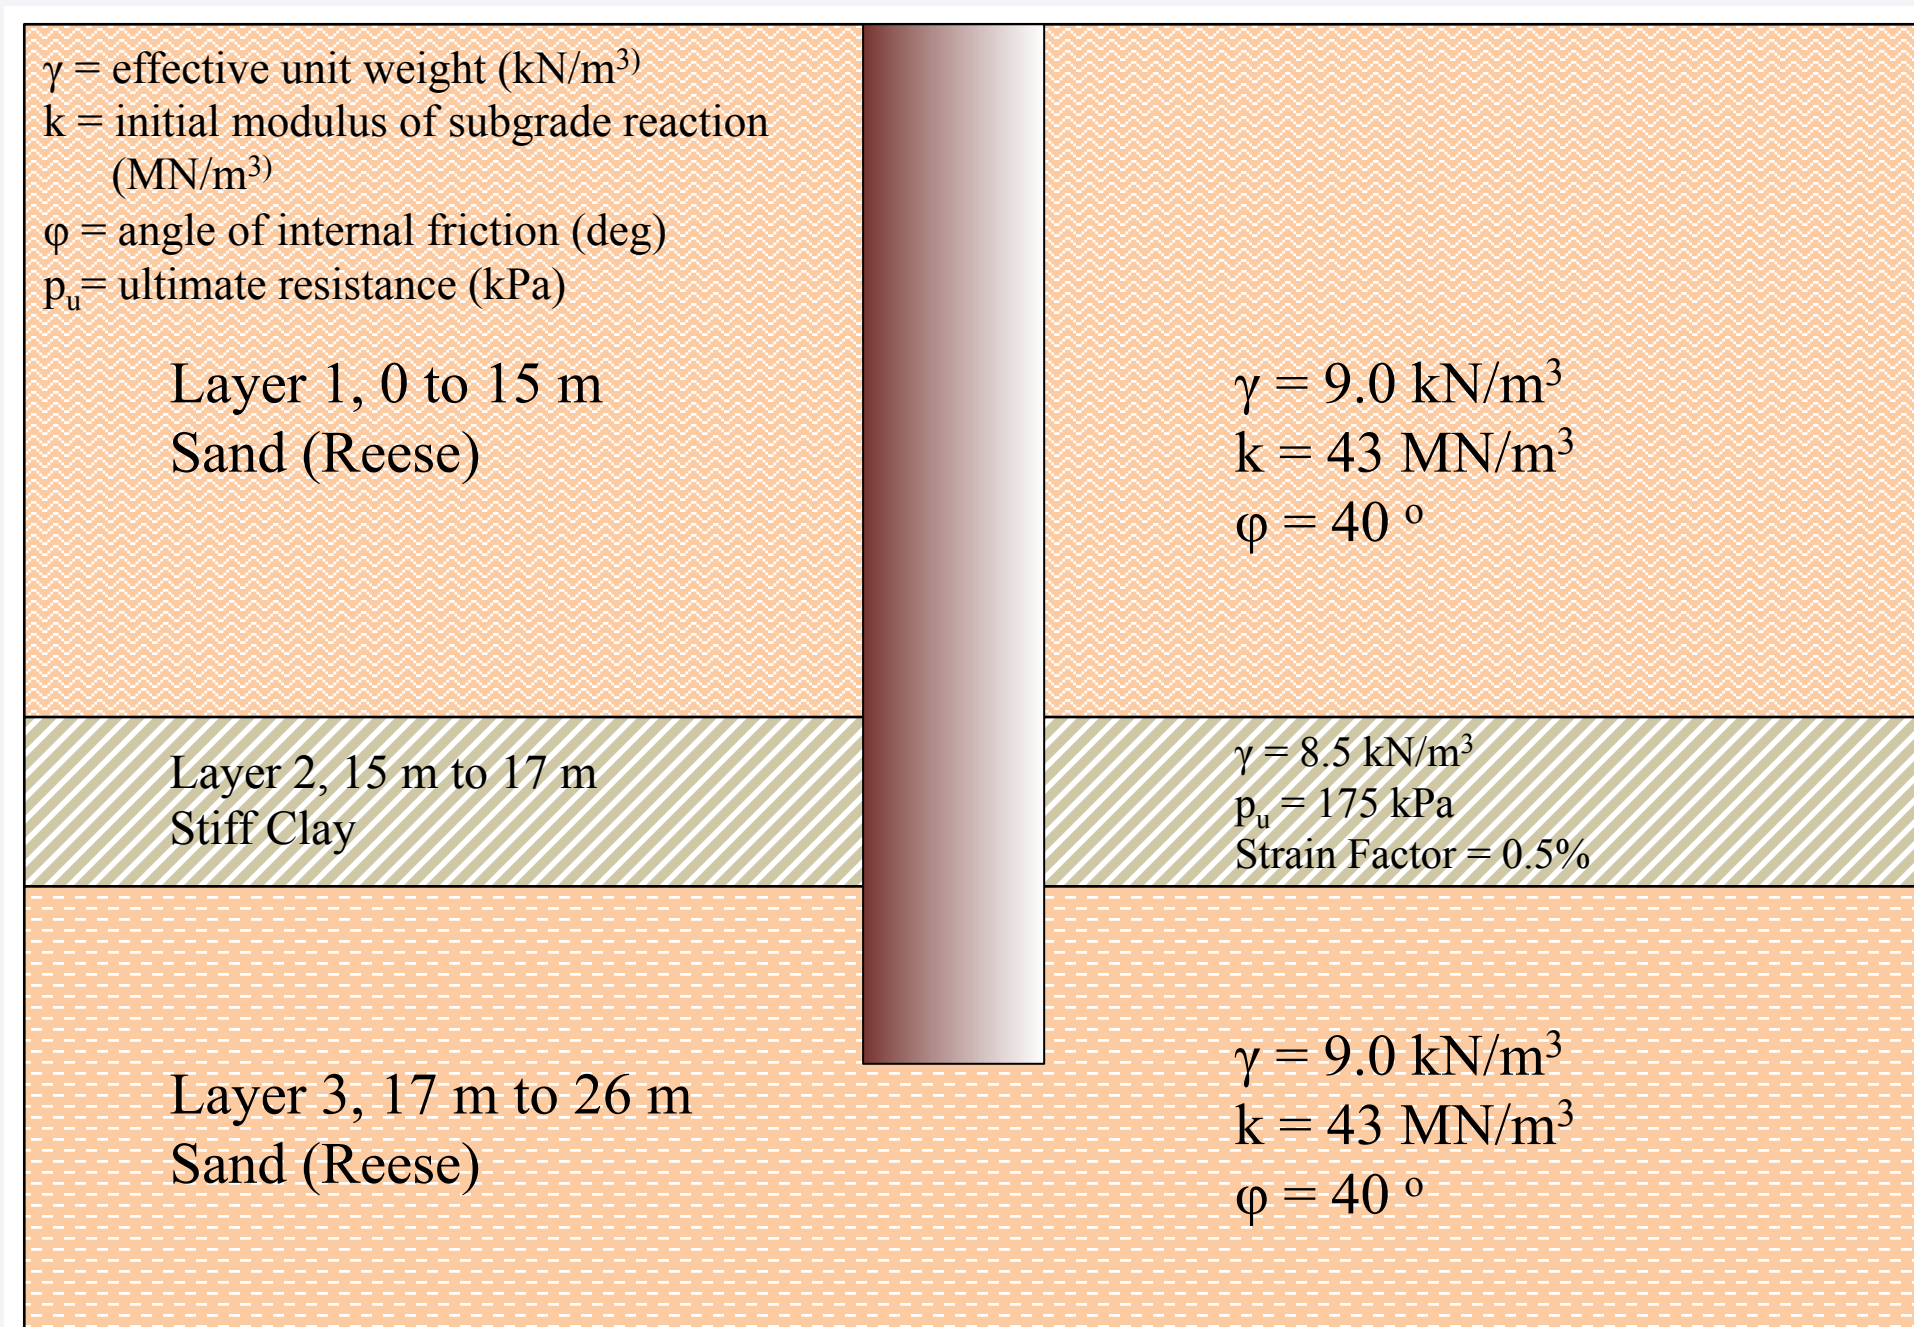 γ = effective unit weight (kN/m³⁾
k = initial modulus of subgrade reaction
(MN/m³⁾
φ = angle of internal friction (deg)
pᵤ= ultimate resistance (kPa)
Layer 1, 0 to 15 m
Sand (Reese)
γ = 9.0 kN/m³
k = 43 MN/m³
φ = 40 º
Layer 2, 15 m to 17 m
Stiff Clay
γ = 8.5 kN/m³
pᵤ = 175 kPa
Strain Factor = 0.5%
Layer 3, 17 m to 26 m
Sand (Reese)
γ = 9.0 kN/m³
k = 43 MN/m³
φ = 40 º